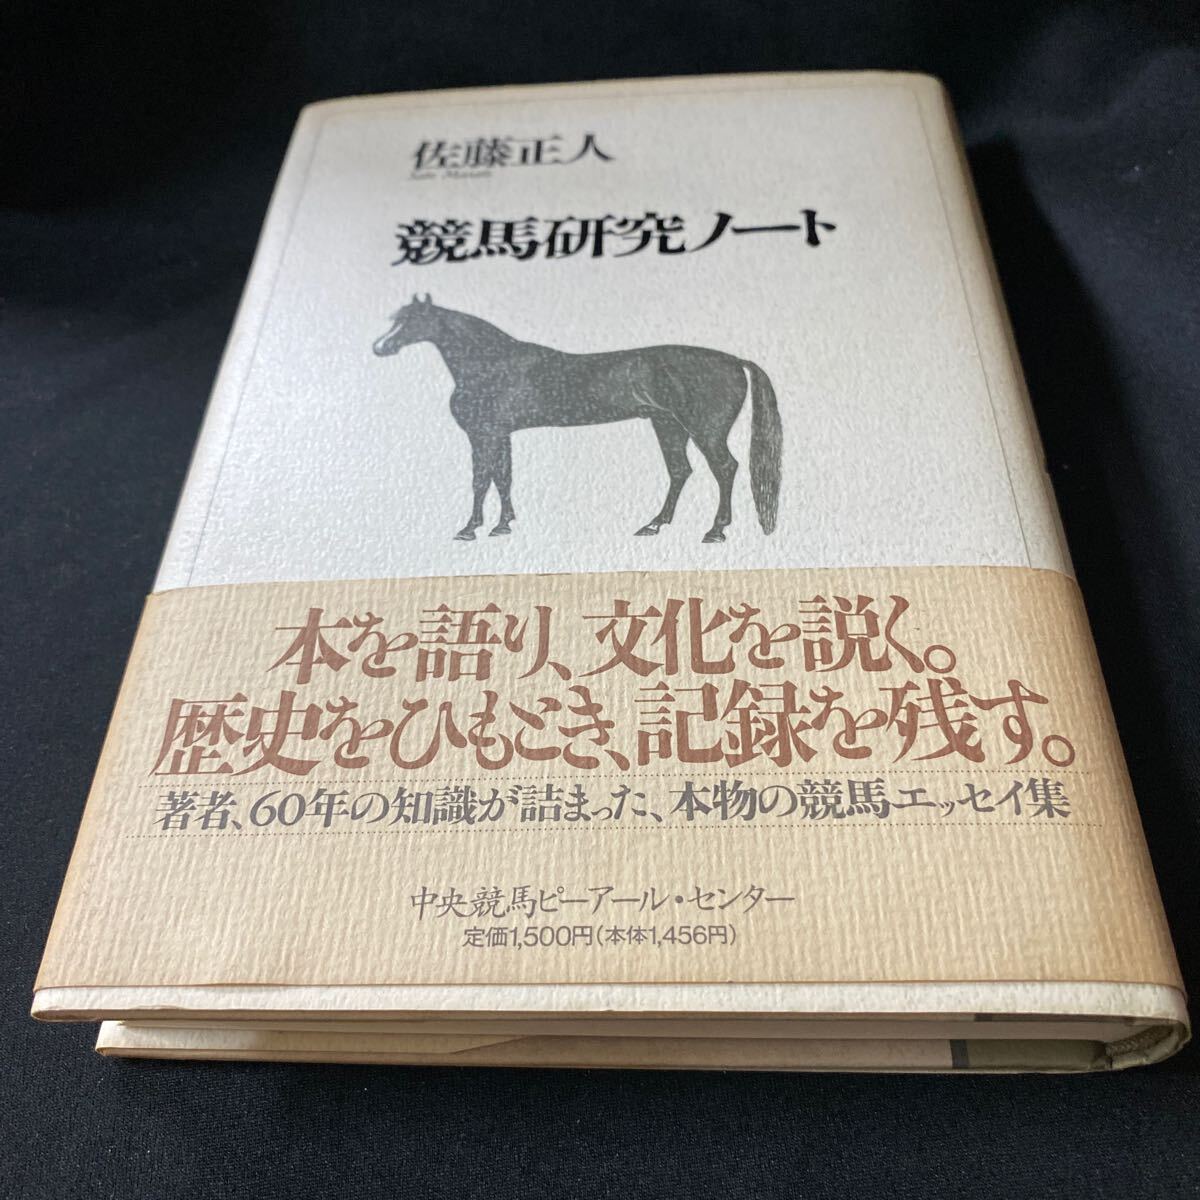 佐藤正人
Sato Masato
競馬研究ノート
本を語り、文化を説く。
歴史をひもとき、記録を残す。
著者、60年の知識が詰まった、本物の競馬エッセイ集
中央競馬ピーアール・センター
定価1,500円(本体1,456円)